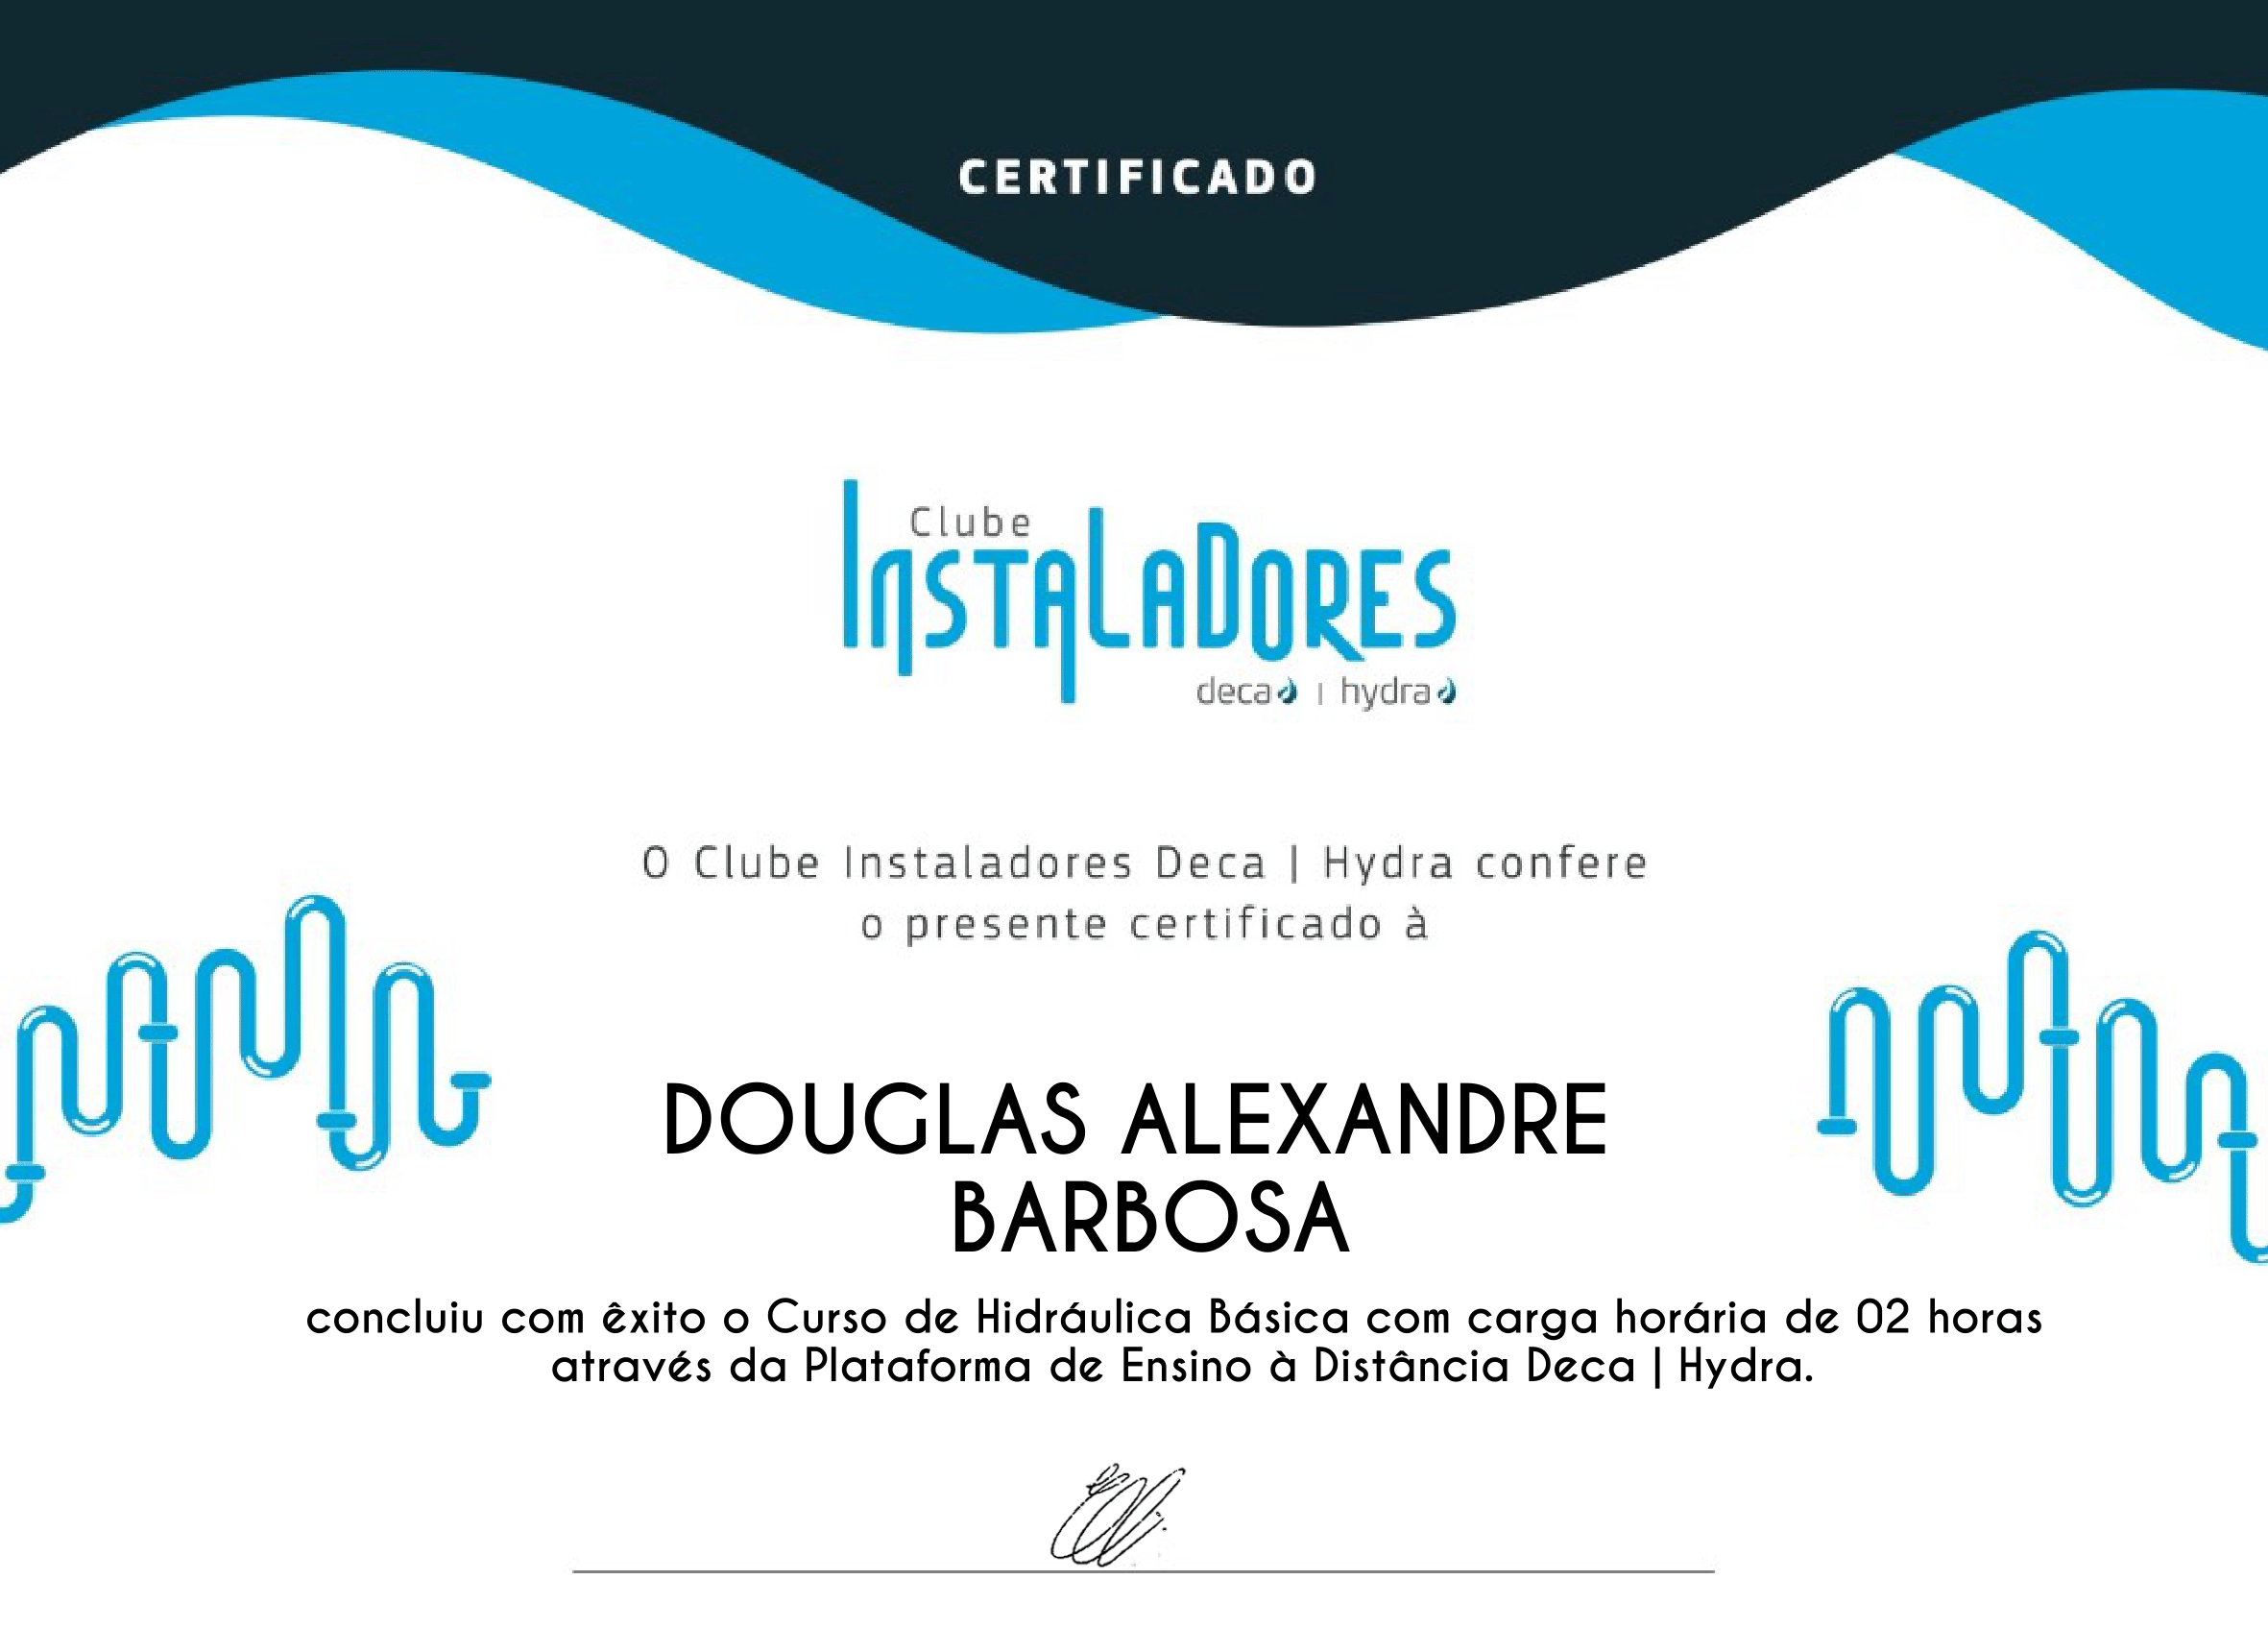 CERTIFICADO
Clube
InstaLaDores
deca | hydra
O Clube Instaladores Deca | Hydra confere
o presente certificado à
DOUGLAS ALEXANDRE
BARBOSA
concluiu com êxito o Curso de Hidráulica Básica com carga horária de 02 horas
através da Plataforma de Ensino à Distância Deca | Hydra.